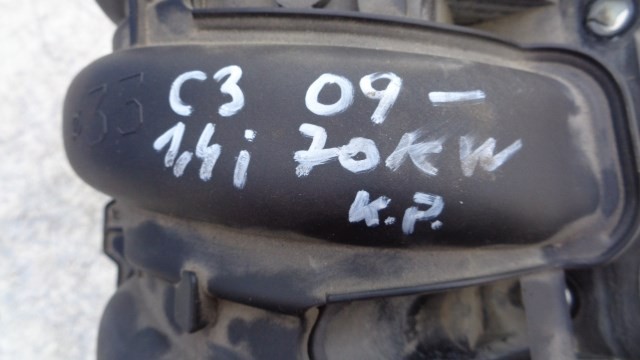 C3 09-
1,4i 70KW
K.P.